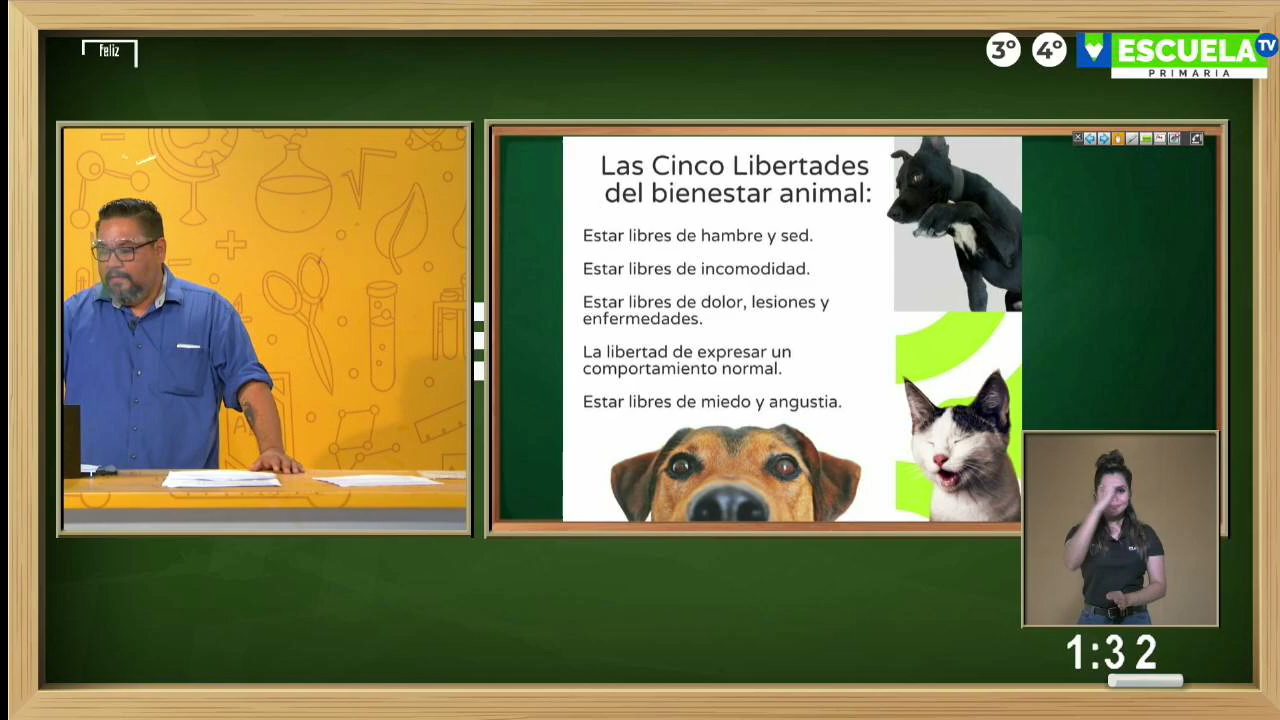 feliz
3º 4º ESCUELA TV
PRIMARIA
Las Cinco Libertades
del bienestar animal:
Estar libres de hambre y sed.
Estar libres de incomodidad.
Estar libres de dolor, lesiones y
enfermedades.
La libertad de expresar un
comportamiento normal.
Estar libres de miedo y angustia.
1:32